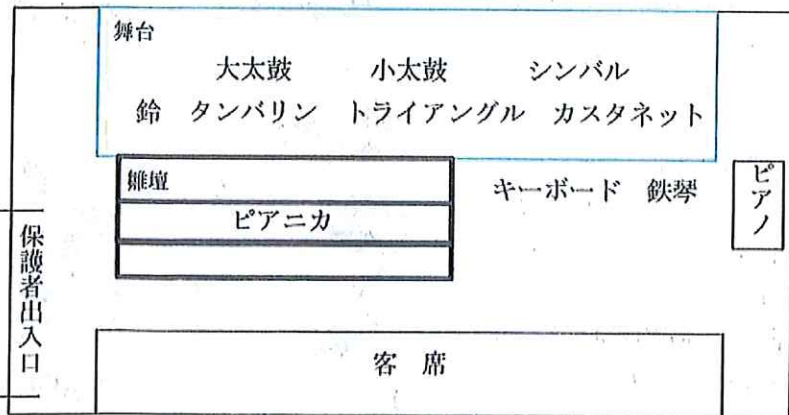 舞台
大太鼓 小太鼓 シンバル
鈴 タンバリン トライアングル カスタネット
雛壇
ピアニカ
キーボード 鉄琴
ピアノ
保護者出入口
客席